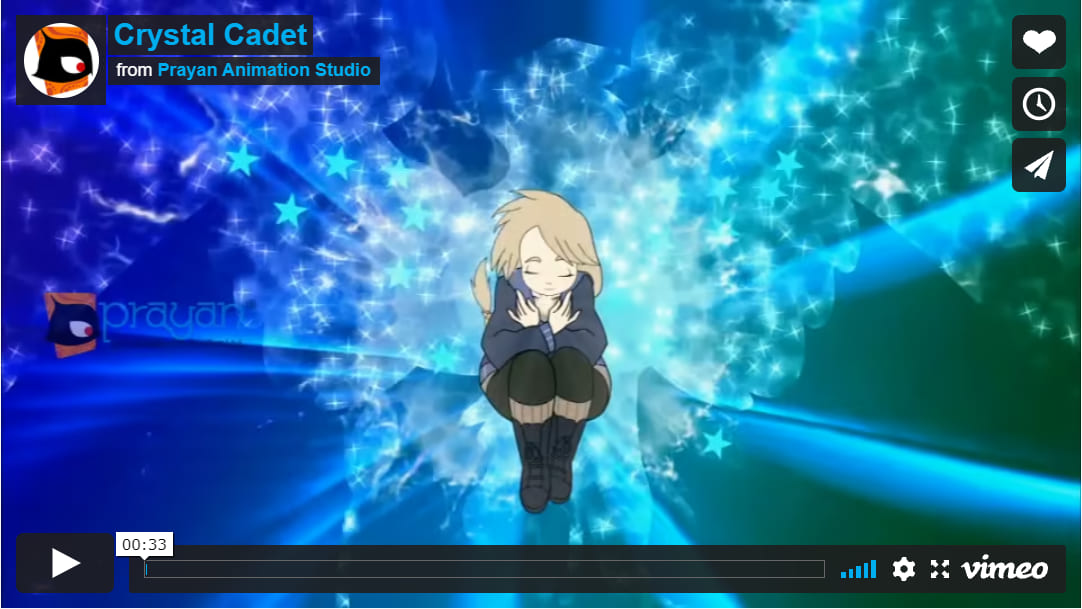 Crystal Cadet
from Prayan Animation Studio
prayan
00:33
vimeo